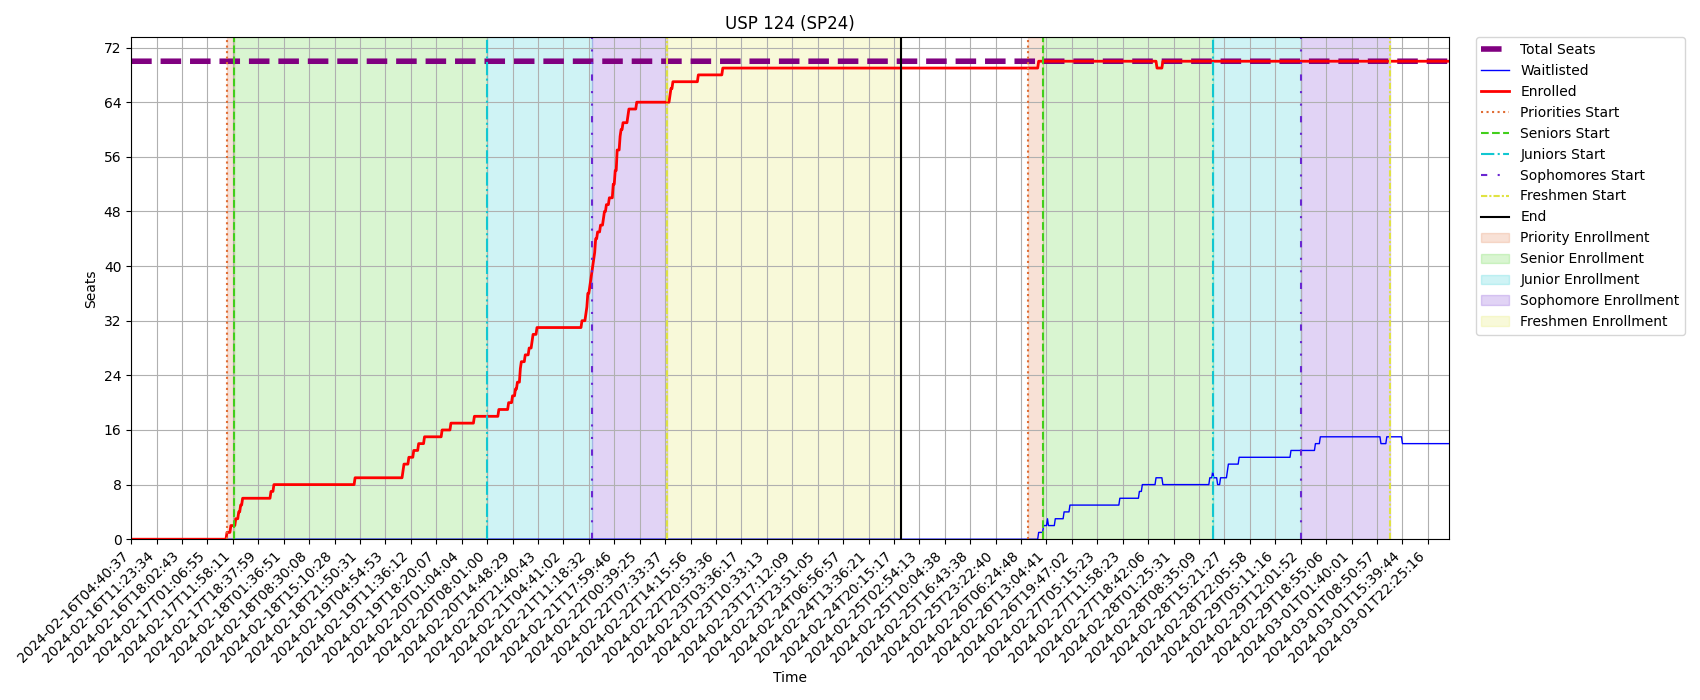 USP 124 (SP24)
Seats
72
64
56
48
40
32
24
16
8
0
2024-02-16T04:40:37
2024-02-16T11:23:34
2024-02-16T18:02:43
2024-02-17T01:06:55
2024-02-17T11:58:11
2024-02-17T18:37:59
2024-02-18T01:36:51
2024-02-18T08:30:08
2024-02-18T15:10:28
2024-02-18T21:50:31
2024-02-19T04:54:53
2024-02-19T11:36:12
2024-02-19T18:20:07
2024-02-20T01:04:04
2024-02-20T08:01:00
2024-02-20T14:48:29
2024-02-20T21:40:43
2024-02-21T04:41:02
2024-02-21T11:18:32
2024-02-21T17:59:46
2024-02-22T00:39:25
2024-02-22T07:33:37
2024-02-22T14:15:56
2024-02-22T20:53:36
2024-02-23T03:36:17
2024-02-23T10:33:13
2024-02-23T17:12:09
2024-02-23T23:51:05
2024-02-24T06:56:57
2024-02-24T13:36:21
2024-02-24T20:15:17
2024-02-25T02:54:13
2024-02-25T10:04:38
2024-02-25T16:43:38
2024-02-25T23:22:40
2024-02-26T06:24:48
2024-02-26T13:04:41
2024-02-26T19:47:02
2024-02-27T05:15:23
2024-02-27T11:58:23
2024-02-27T18:42:06
2024-02-28T01:25:31
2024-02-28T08:35:09
2024-02-28T15:21:27
2024-02-28T22:05:58
2024-02-29T05:11:16
2024-02-29T12:01:52
2024-02-29T18:55:06
2024-03-01T01:40:01
2024-03-01T08:50:57
2024-03-01T15:39:44
2024-03-01T22:25:16
Time
Total Seats
Waitlisted
Enrolled
Priorities Start
Seniors Start
Juniors Start
Sophomores Start
Freshmen Start
End
Priority Enrollment
Senior Enrollment
Junior Enrollment
Sophomore Enrollment
Freshmen Enrollment